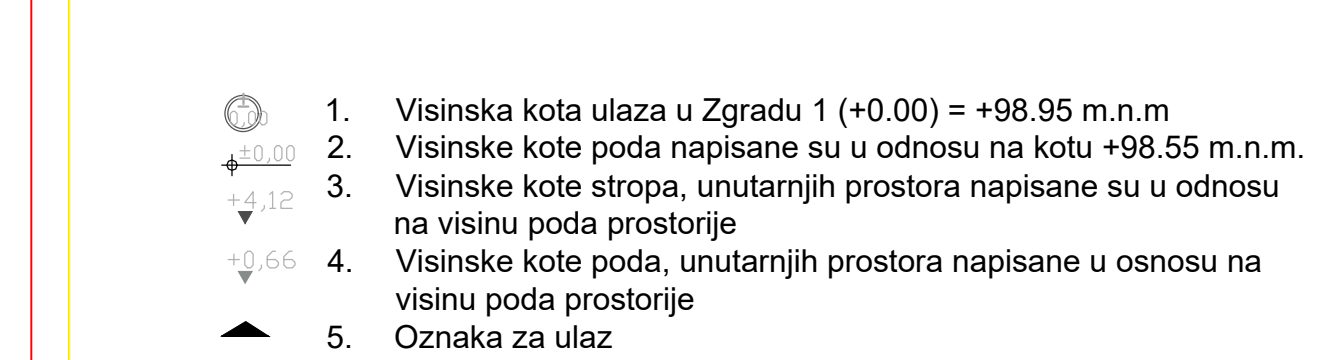 ± 0,00 1. Visinska kota ulaza u Zgradu 1 (+0.00) = +98.95 m.n.m
±0,00 2. Visinske kote poda napisane su u odnosu na kotu +98.55 m.n.m.
+4,12 3. Visinske kote stropa, unutarnjih prostora napisane su u odnosu
na visinu poda prostorije
+0,66 4. Visinske kote poda, unutarnjih prostora napisane u osnosu na
visinu poda prostorije
5. Oznaka za ulaz